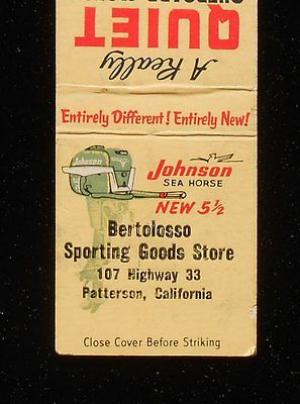 QUIET
A Really
Entirely Different! Entirely New!
Johnson
Johnson
SEA HORSE
NEW 5½
Bertolosso
Sporting Goods Store
107 Highway 33
Patterson, California
Close Cover Before Striking